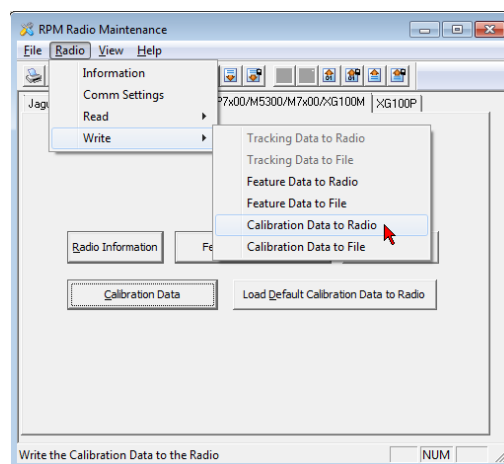 RPM Radio Maintenance
File Radio View Help
Information
Comm Settings
Read
Write
Jagu
P7x00/M5300/M7x00/XG100M
XG100P
Tracking Data to Radio
Tracking Data to File
Feature Data to Radio
Feature Data to File
Calibration Data to Radio
Calibration Data to File
Radio Information
Fe
Calibration Data
Load Default Calibration Data to Radio
Write the Calibration Data to the Radio
NUM